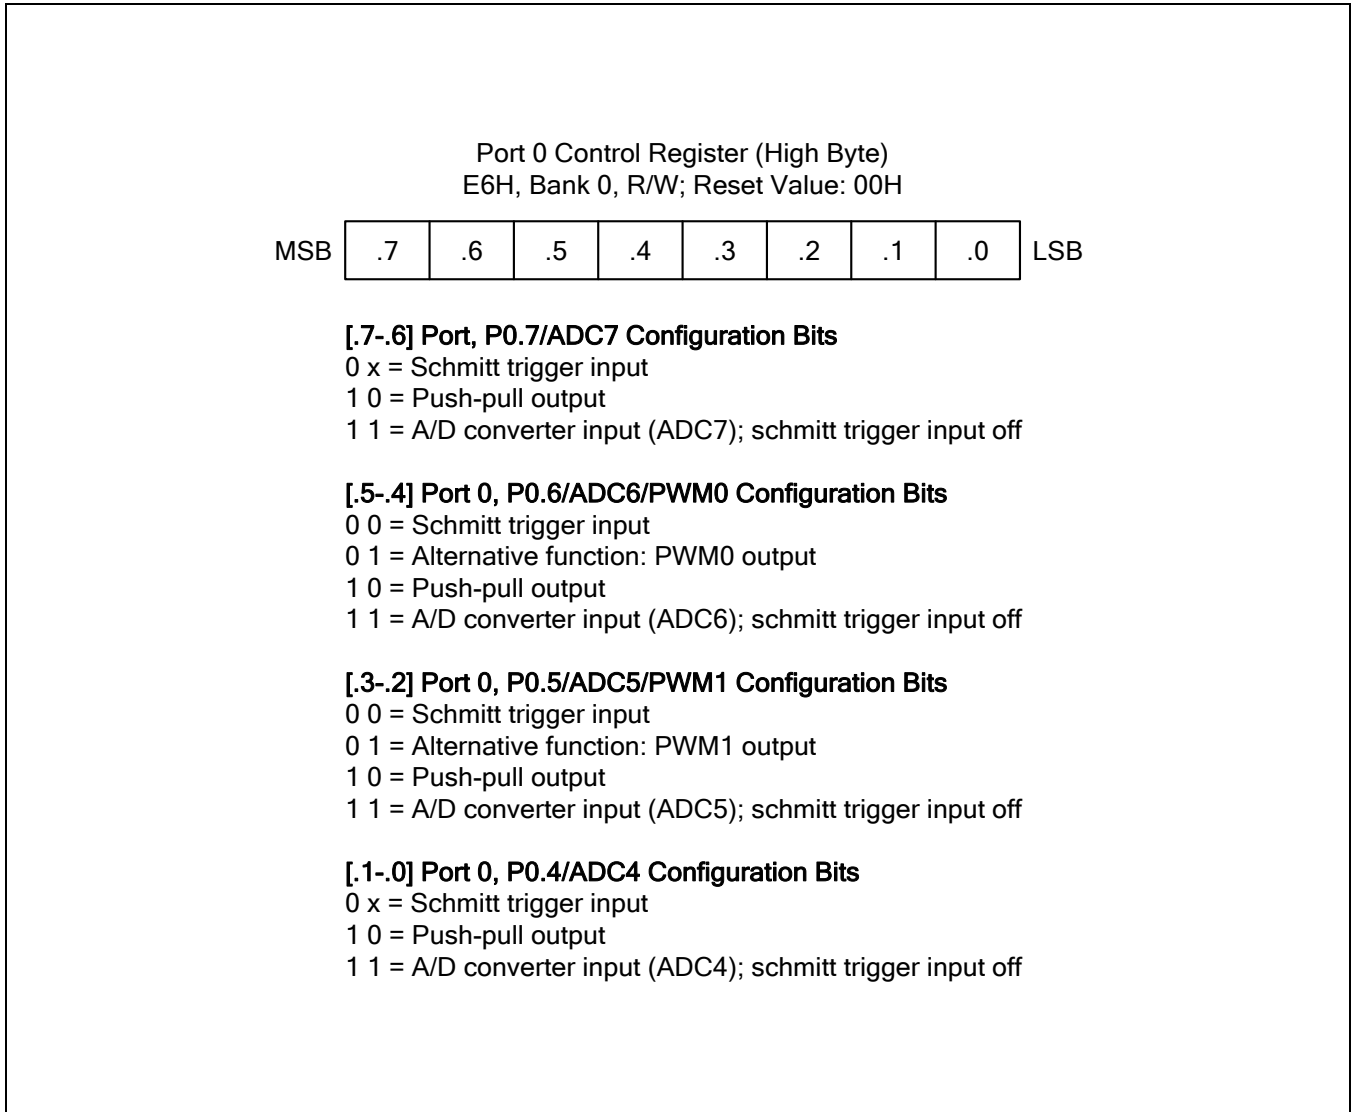 Port 0 Control Register (High Byte)
E6H, Bank 0, R/W; Reset Value: 00H
MSB .7 .6 .5 .4 .3 .2 .1 .0 LSB
[.7-.6] Port, P0.7/ADC7 Configuration Bits
0 x = Schmitt trigger input
1 0 = Push-pull output
1 1 = A/D converter input (ADC7); schmitt trigger input off
[.5-.4] Port 0, P0.6/ADC6/PWM0 Configuration Bits
0 0 = Schmitt trigger input
0 1 = Alternative function: PWM0 output
1 0 = Push-pull output
1 1 = A/D converter input (ADC6); schmitt trigger input off
[.3-.2] Port 0, P0.5/ADC5/PWM1 Configuration Bits
0 0 = Schmitt trigger input
0 1 = Alternative function: PWM1 output
1 0 = Push-pull output
1 1 = A/D converter input (ADC5); schmitt trigger input off
[.1-.0] Port 0, P0.4/ADC4 Configuration Bits
0 x = Schmitt trigger input
1 0 = Push-pull output
1 1 = A/D converter input (ADC4); schmitt trigger input off